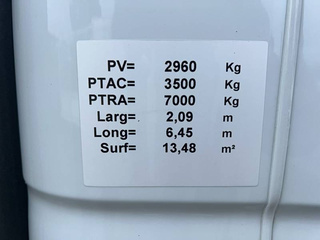 PV= 2960 Kg
PTAC= 3500 Kg
PTRA= 7000 Kg
Larg= 2,09 m
Long= 6,45 m
Surf= 13,48 m²